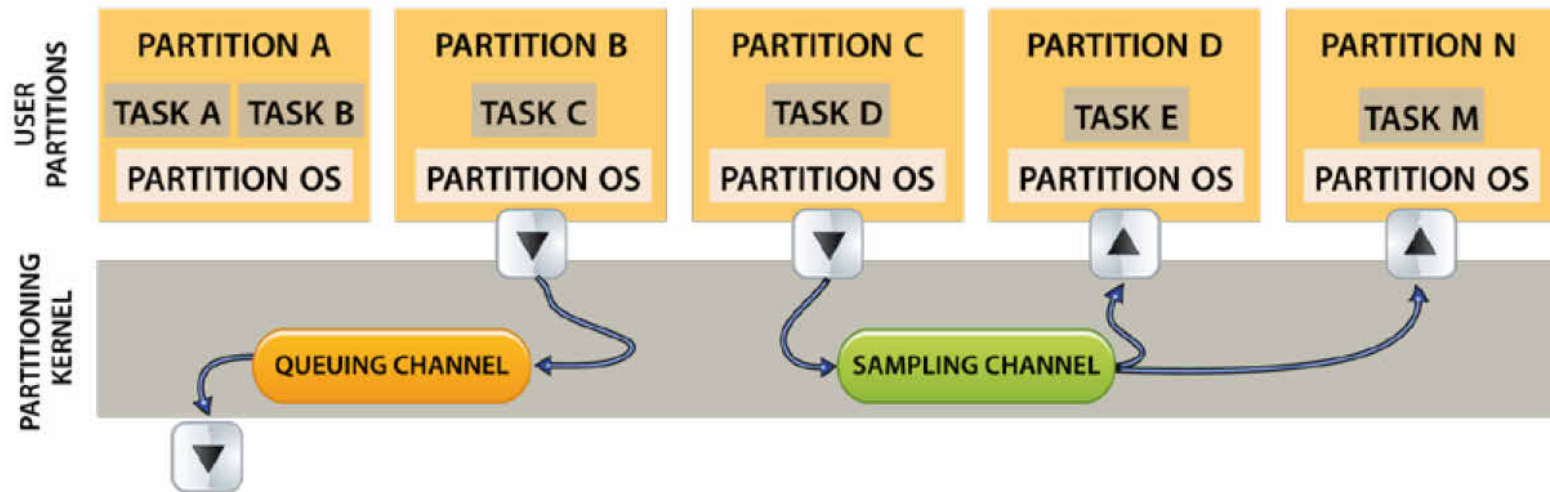 USER
PARTITIONS
PARTITION A
TASK A
TASK B
PARTITION OS
PARTITION B
TASK C
PARTITION OS
PARTITION C
TASK D
PARTITION OS
PARTITION D
TASK E
PARTITION OS
PARTITION N
TASK M
PARTITION OS
PARTITIONING
KERNEL
QUEUING CHANNEL
SAMPLING CHANNEL